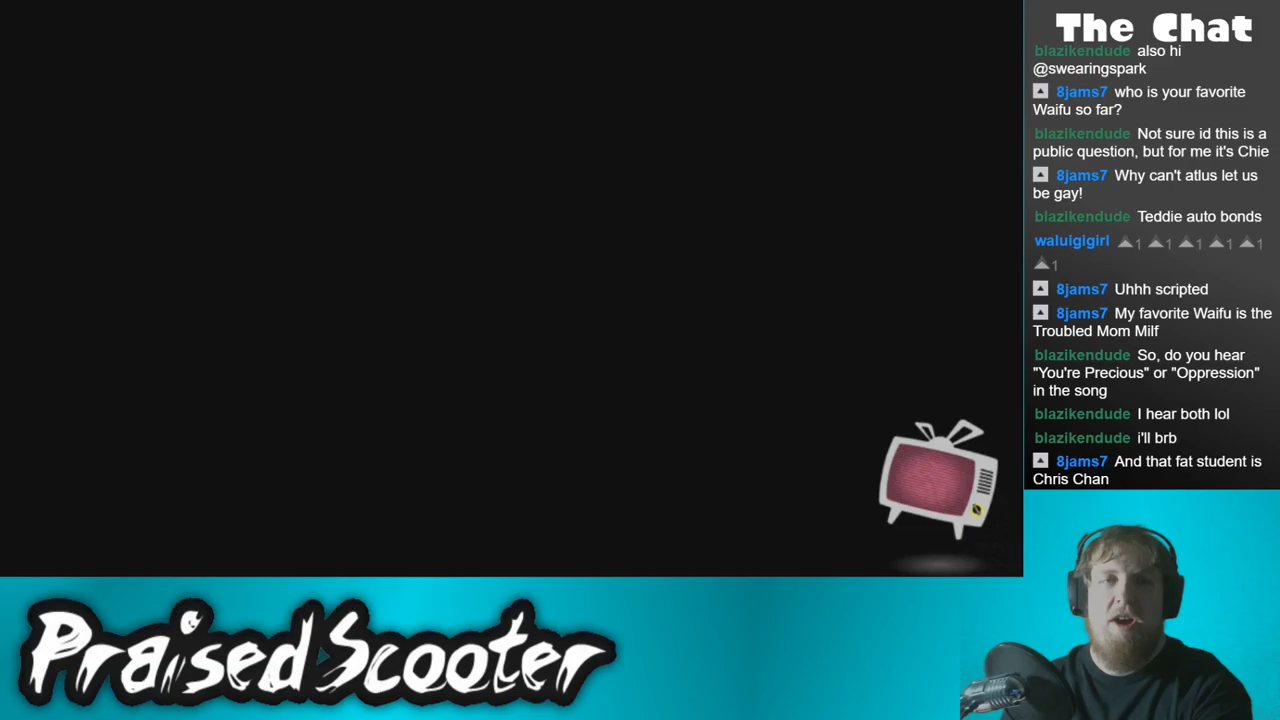 The Chat
blazikendude also hi
@swearingspark
8jams7 who is your favorite
Waifu so far?
blazikendude Not sure id this is a
public question, but for me it's Chie
8jams7 Why can't atlus let us
be gay!
blazikendude Teddie auto bonds
waluigigirl 1 1 1 1 1
1
8jams7 Uhhh scripted
8jams7 My favorite Waifu is the
Troubled Mom Milf
blazikendude So, do you hear
"You're Precious" or "Oppression"
in the song
blazikendude I hear both lol
blazikendude i'll brb
8jams7 And that fat student is
Chris Chan
PraisedScooter